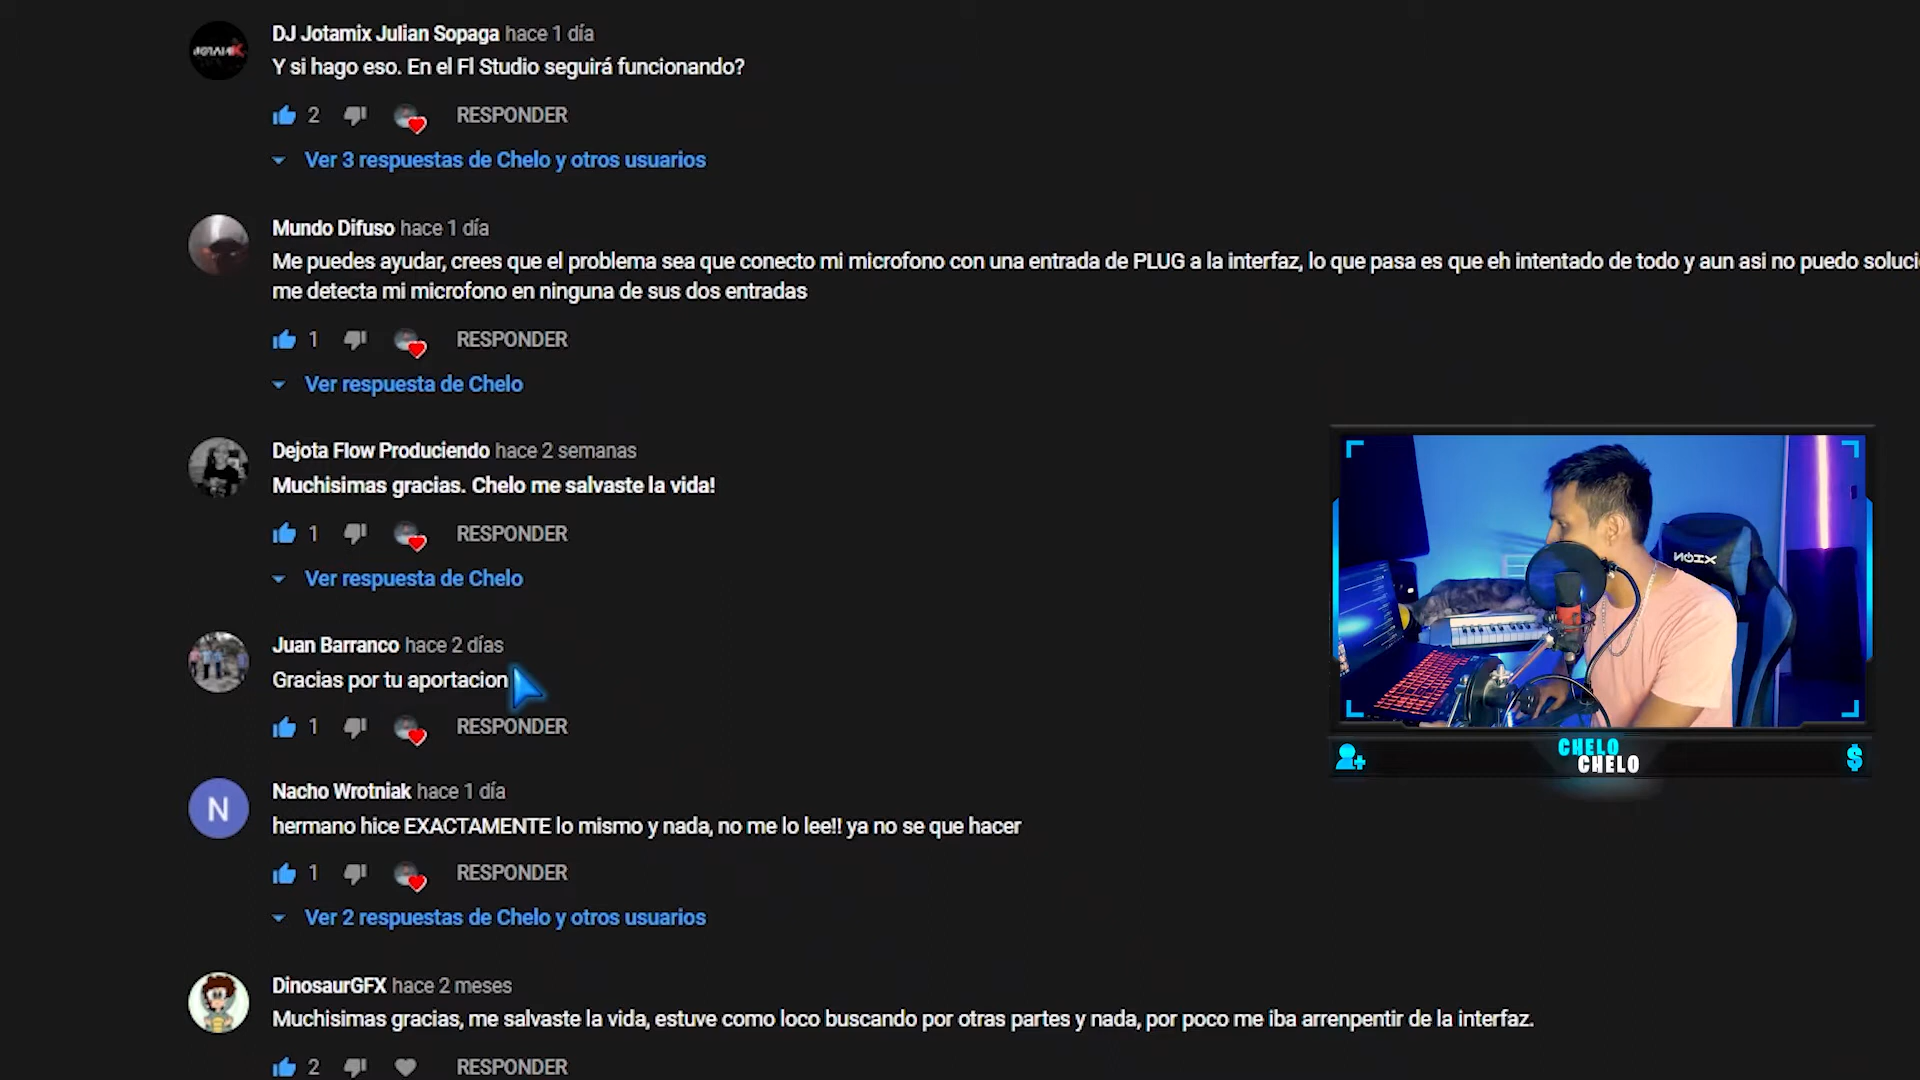 DJ Jotamix Julian Sopaga hace 1 día
Y si hago eso. En el Fl Studio seguirá funcionando?
2 RESPONDER
Ver 3 respuestas de Chelo y otros usuarios
Mundo Difuso hace 1 día
Me puedes ayudar, crees que el problema sea que conecto mi microfono con una entrada de PLUG a la interfaz, lo que pasa es que eh intentado de todo y aun asi no puedo soluci
me detecta mi microfono en ninguna de sus dos entradas
1 RESPONDER
Ver respuesta de Chelo
Dejota Flow Produciendo hace 2 semanas
Muchisimas gracias. Chelo me salvaste la vida!
1 RESPONDER
Ver respuesta de Chelo
Juan Barranco hace 2 días
Gracias por tu aportacion
1 RESPONDER
N
Nacho Wrotniak hace 1 día
hermano hice EXACTAMENTE lo mismo y nada, no me lo lee!! ya no se que hacer
1 RESPONDER
Ver 2 respuestas de Chelo y otros usuarios
DinosaurGFX hace 2 meses
Muchisimas gracias, me salvaste la vida, estuve como loco buscando por otras partes y nada, por poco me iba arrenpentir de la interfaz.
2 RESPONDER
CHELO
CHELO
$